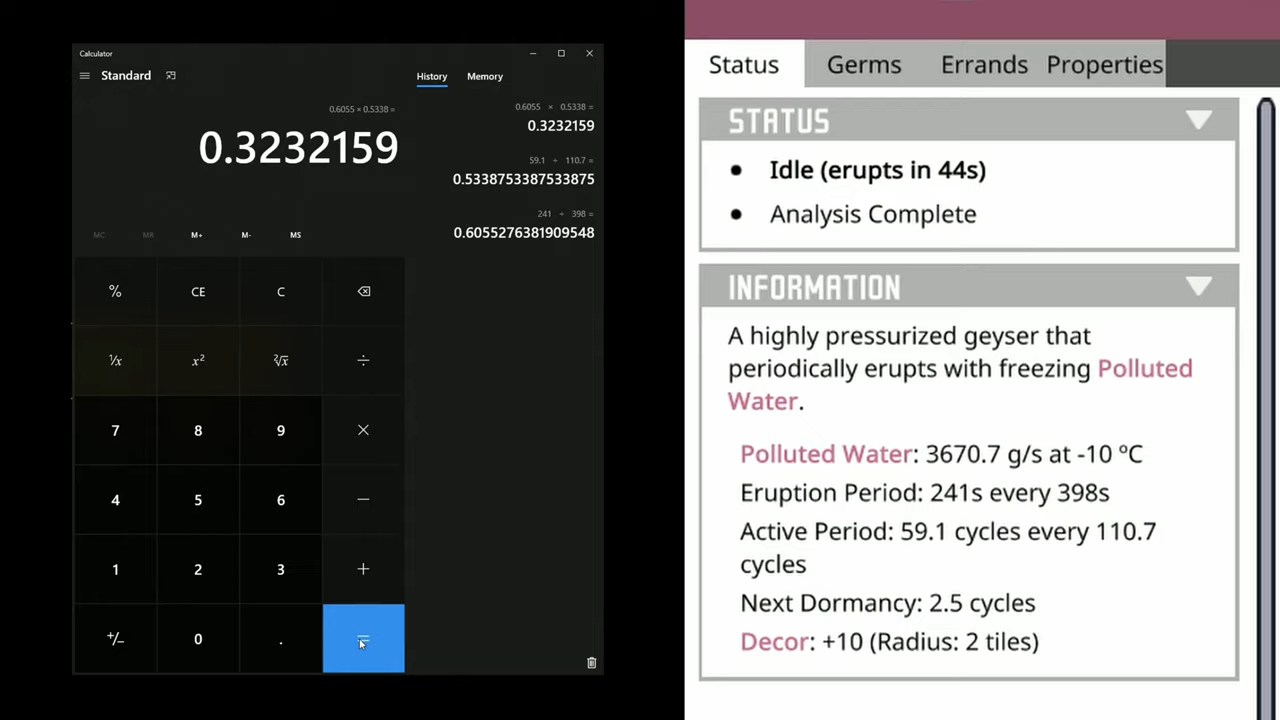 Calculator
Standard
0.6055 × 0.5338 =
0.3232159
MC MR M+ M- MS
% CE C
¹/x x² ²√x ÷
7 8 9 ×
4 5 6 −
1 2 3 +
+/− 0 . =
History Memory
0.6055 × 0.5338 =
0.3232159
59.1 ÷ 110.7 =
0.5338753387533875
241 ÷ 398 =
0.6055276381909548
Status Germs Errands Properties
STATUS
• Idle (erupts in 44s)
• Analysis Complete
INFORMATION
A highly pressurized geyser that
periodically erupts with freezing Polluted
Water.
Polluted Water: 3670.7 g/s at -10 ºC
Eruption Period: 241s every 398s
Active Period: 59.1 cycles every 110.7
cycles
Next Dormancy: 2.5 cycles
Decor: +10 (Radius: 2 tiles)